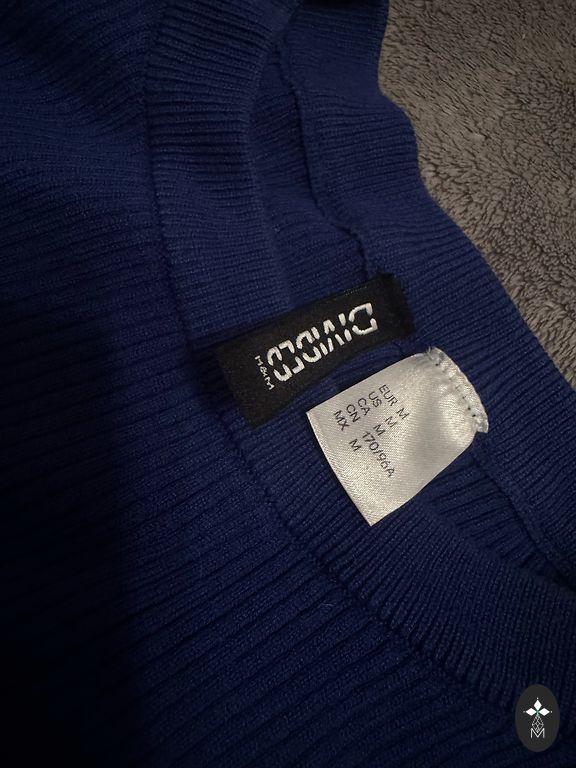 DIVIDED
H&M
EUR M
US M
CA M
CN 170/96A
MX M
M